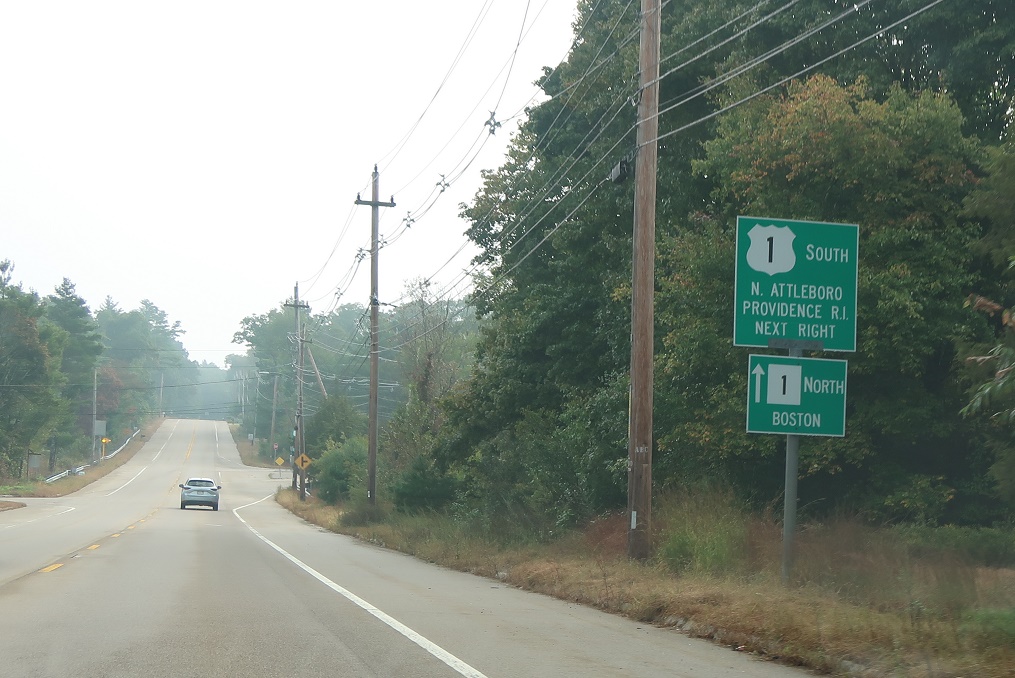 1 SOUTH
N. ATTLEBORO
PROVIDENCE R.I.
NEXT RIGHT
1 NORTH
BOSTON